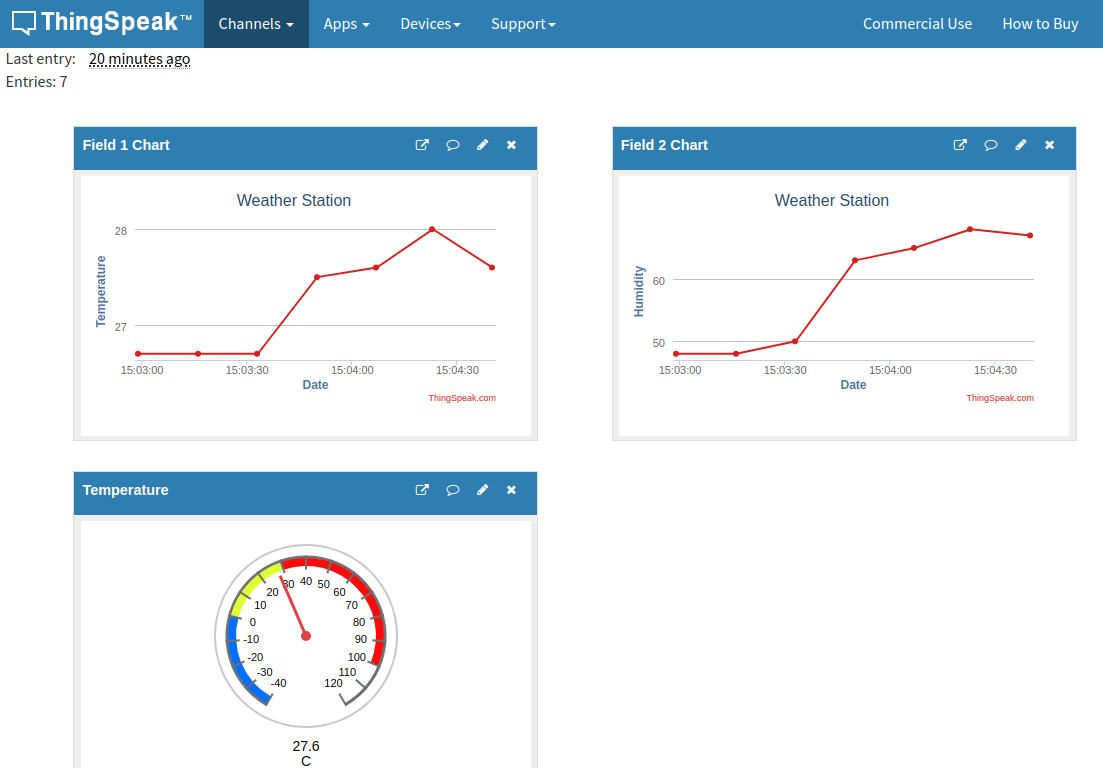 ThingSpeak™ Channels Apps Devices Support Commercial Use How to Buy
Last entry: 20 minutes ago
Entries: 7
Field 1 Chart
Weather Station
28
27
Temperature
15:03:00 15:03:30 15:04:00 15:04:30
Date
ThingSpeak.com
Field 2 Chart
Weather Station
60
50
Humidity
15:03:00 15:03:30 15:04:00 15:04:30
Date
ThingSpeak.com
Temperature
-40
-30
-20
-10
0
10
20
30
40
50
60
70
80
90
100
110
120
27.6
C